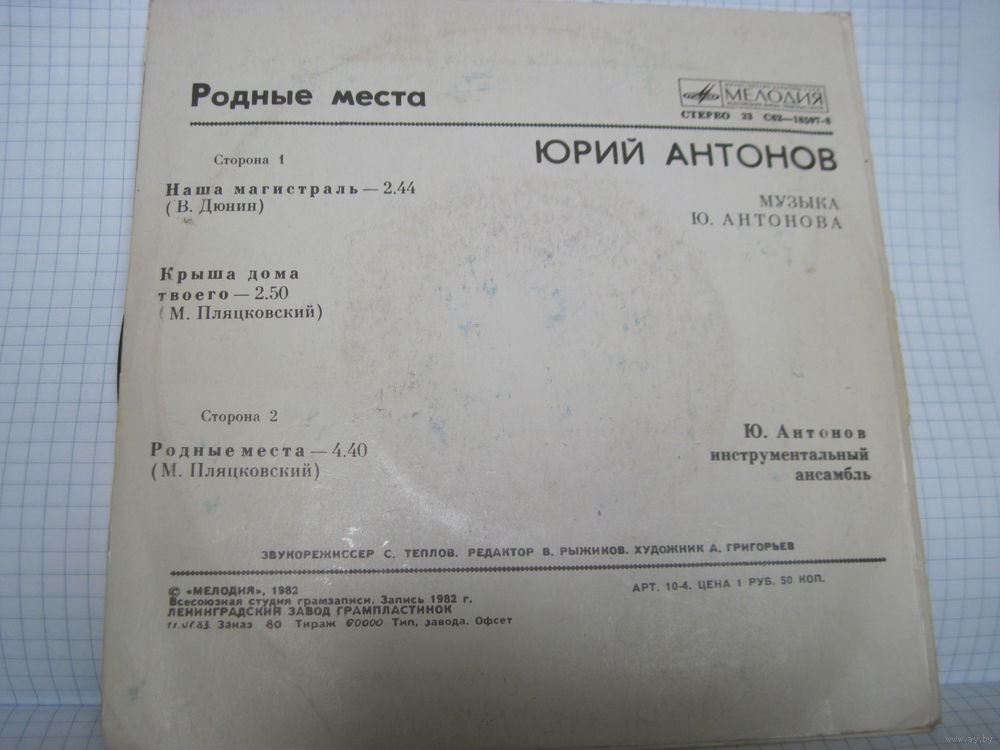 Родные места
МЕЛОДИЯ
СТЕРЕО 33 С62—18597-8
ЮРИЙ АНТОНОВ
МУЗЫКА
Ю. АНТОНОВА
Сторона 1
Наша магистраль — 2.44
(В. Дюнин)
Крыша дома
твоего — 2.50
(М. Пляцковский)
Сторона 2
Родные места — 4.40
(М. Пляцковский)
Ю. Антонов
инструментальный
ансамбль
ЗВУКОРЕЖИССЕР С. ТЕПЛОВ. РЕДАКТОР В. РЫЖИКОВ. ХУДОЖНИК А. ГРИГОРЬЕВ
© «МЕЛОДИЯ», 1982
Всесоюзная студия грамзаписи. Запись 1982 г.
ЛЕНИНГРАДСКИЙ ЗАВОД ГРАМПЛАСТИНОК
Заказ 80 Тираж 60000 Тип. завода. Офсет
АРТ. 10-4. ЦЕНА 1 РУБ. 50 КОП.
www.ay.by